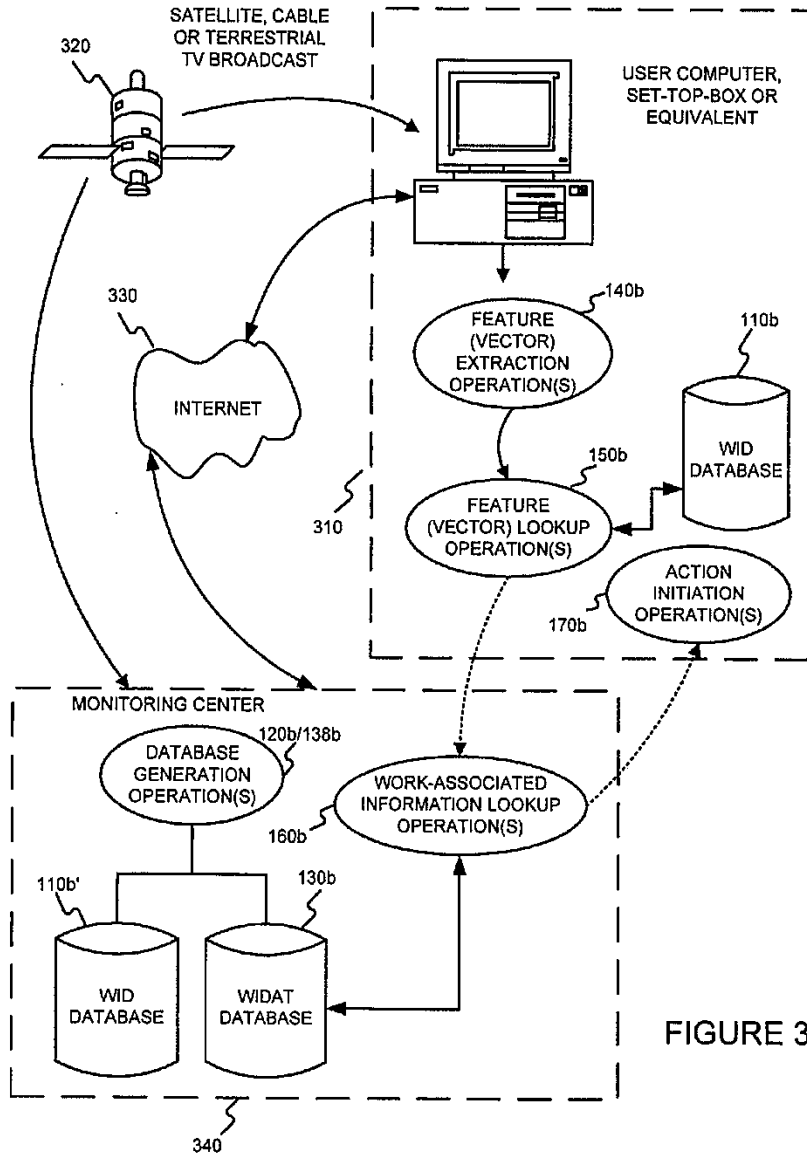 SATELLITE, CABLE
OR TERRESTRIAL
TV BROADCAST
320
USER COMPUTER,
SET-TOP-BOX OR
EQUIVALENT
330
INTERNET
140b
FEATURE
(VECTOR)
EXTRACTION
OPERATION(S)
110b
WID
DATABASE
150b
FEATURE
(VECTOR) LOOKUP
OPERATION(S)
310
ACTION
INITIATION
OPERATION(S)
170b
MONITORING CENTER
120b/138b
DATABASE
GENERATION
OPERATION(S)
WORK-ASSOCIATED
INFORMATION LOOKUP
OPERATION(S)
160b
110b'
130b
WID
DATABASE
WIDAT
DATABASE
FIGURE 3
340